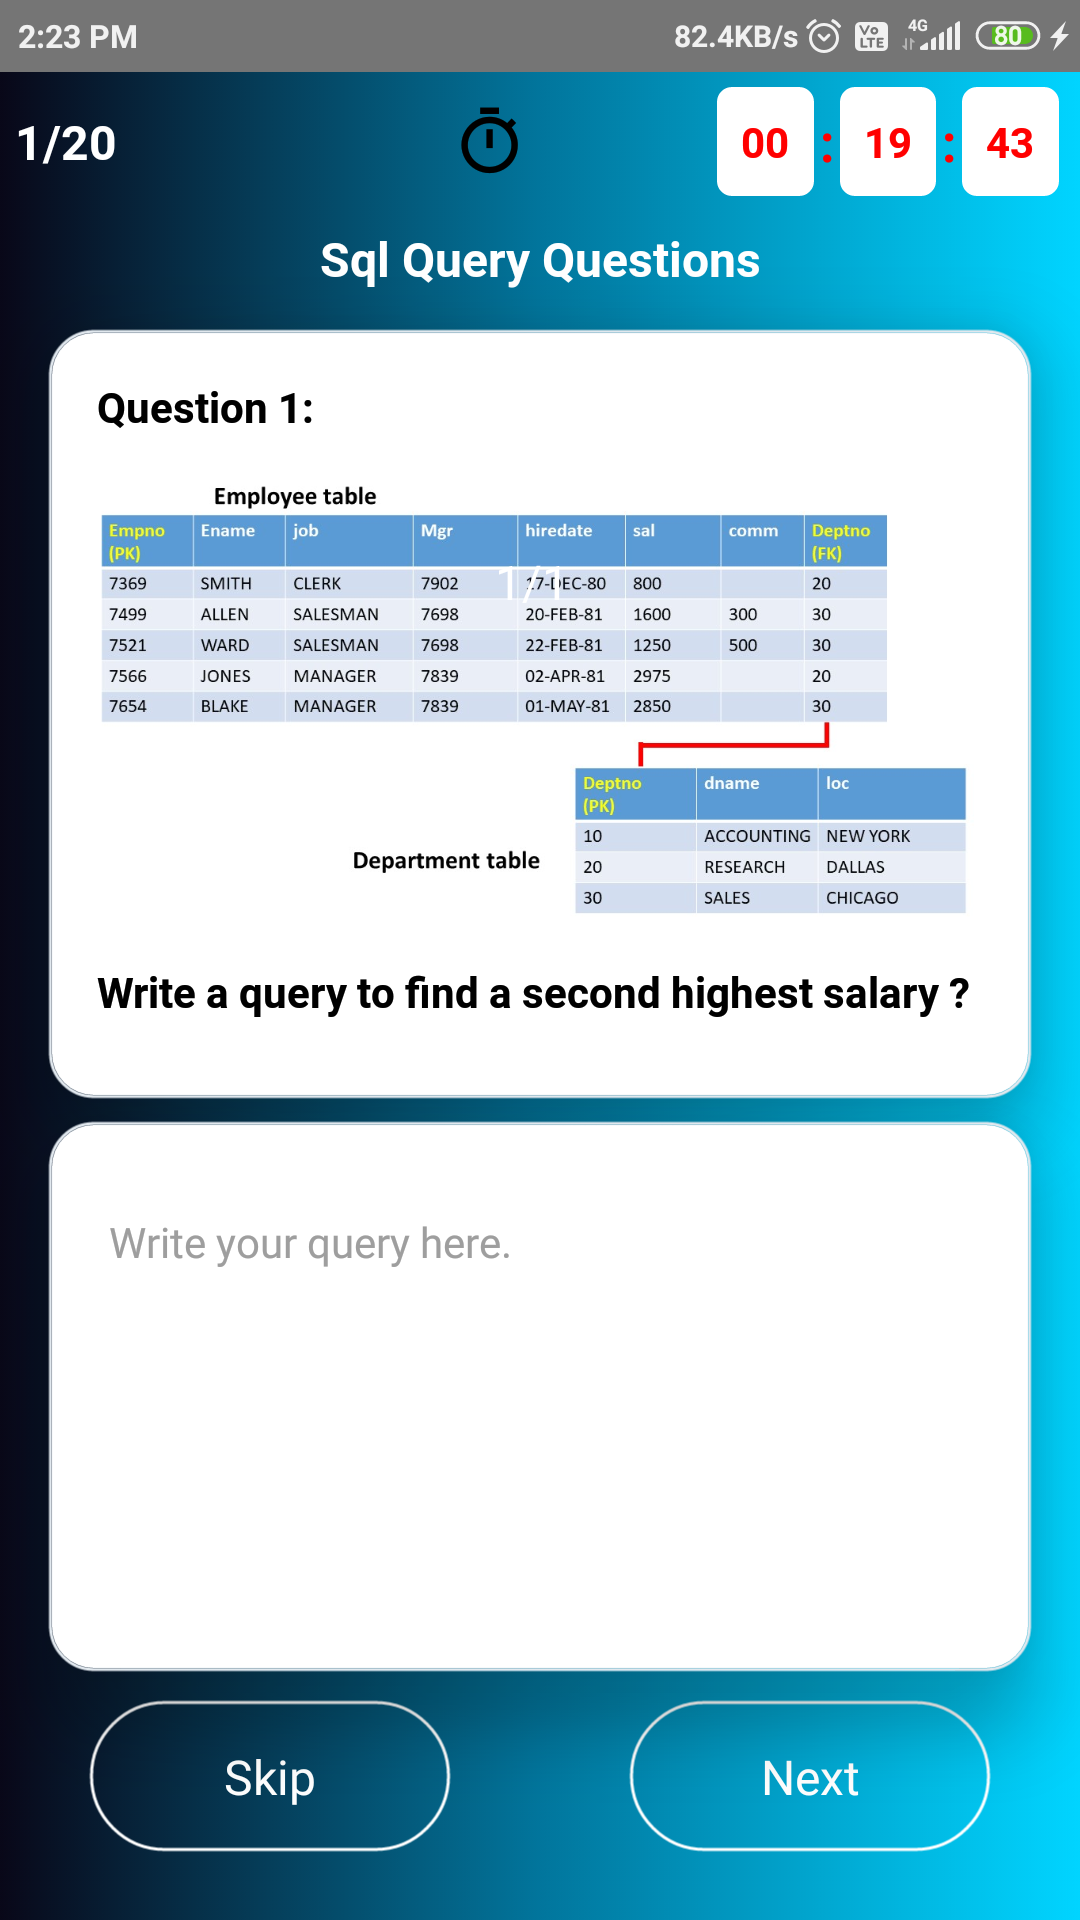 2:23 PM 82.4KB/s Vo LTE 4G 80
1/20 00 : 19 : 43
Sql Query Questions
Question 1:
Employee table
Empno (PK) Ename job Mgr hiredate sal comm Deptno (FK)
7369 SMITH CLERK 7902 17-DEC-80 800 20
1/1
7499 ALLEN SALESMAN 7698 20-FEB-81 1600 300 30
7521 WARD SALESMAN 7698 22-FEB-81 1250 500 30
7566 JONES MANAGER 7839 02-APR-81 2975 20
7654 BLAKE MANAGER 7839 01-MAY-81 2850 30
Deptno (PK) dname loc
10 ACCOUNTING NEW YORK
Department table
20 RESEARCH DALLAS
30 SALES CHICAGO
Write a query to find a second highest salary ?
Write your query here.
Skip Next